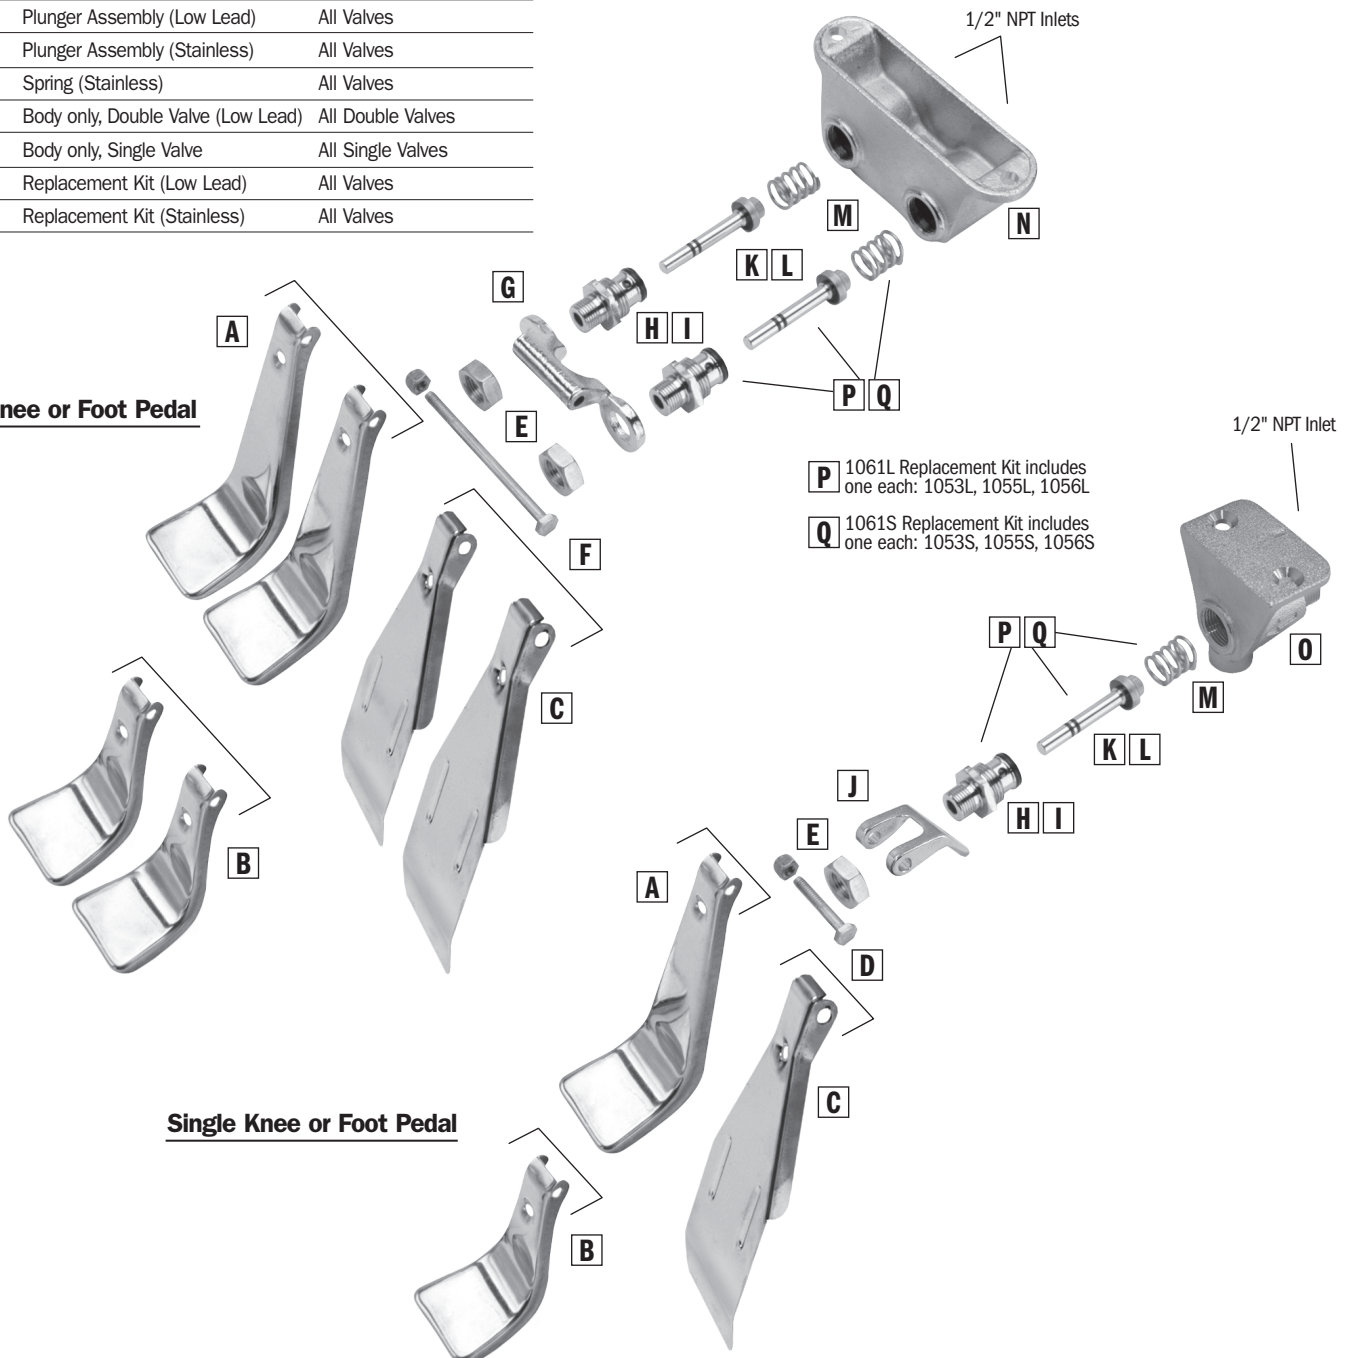 Plunger Assembly (Low Lead) All Valves
Plunger Assembly (Stainless) All Valves
Spring (Stainless) All Valves
Body only, Double Valve (Low Lead) All Double Valves
Body only, Single Valve All Single Valves
Replacement Kit (Low Lead) All Valves
Replacement Kit (Stainless) All Valves
1/2" NPT Inlets
M
N
K L
G
A
H I
P Q
nee or Foot Pedal
E
1/2" NPT Inlet
P 1061L Replacement Kit includes
one each: 1053L, 1055L, 1056L
Q 1061S Replacement Kit includes
one each: 1053S, 1055S, 1056S
F
P Q
O
M
C
K L
J
H I
E
B
A
D
C
Single Knee or Foot Pedal
B